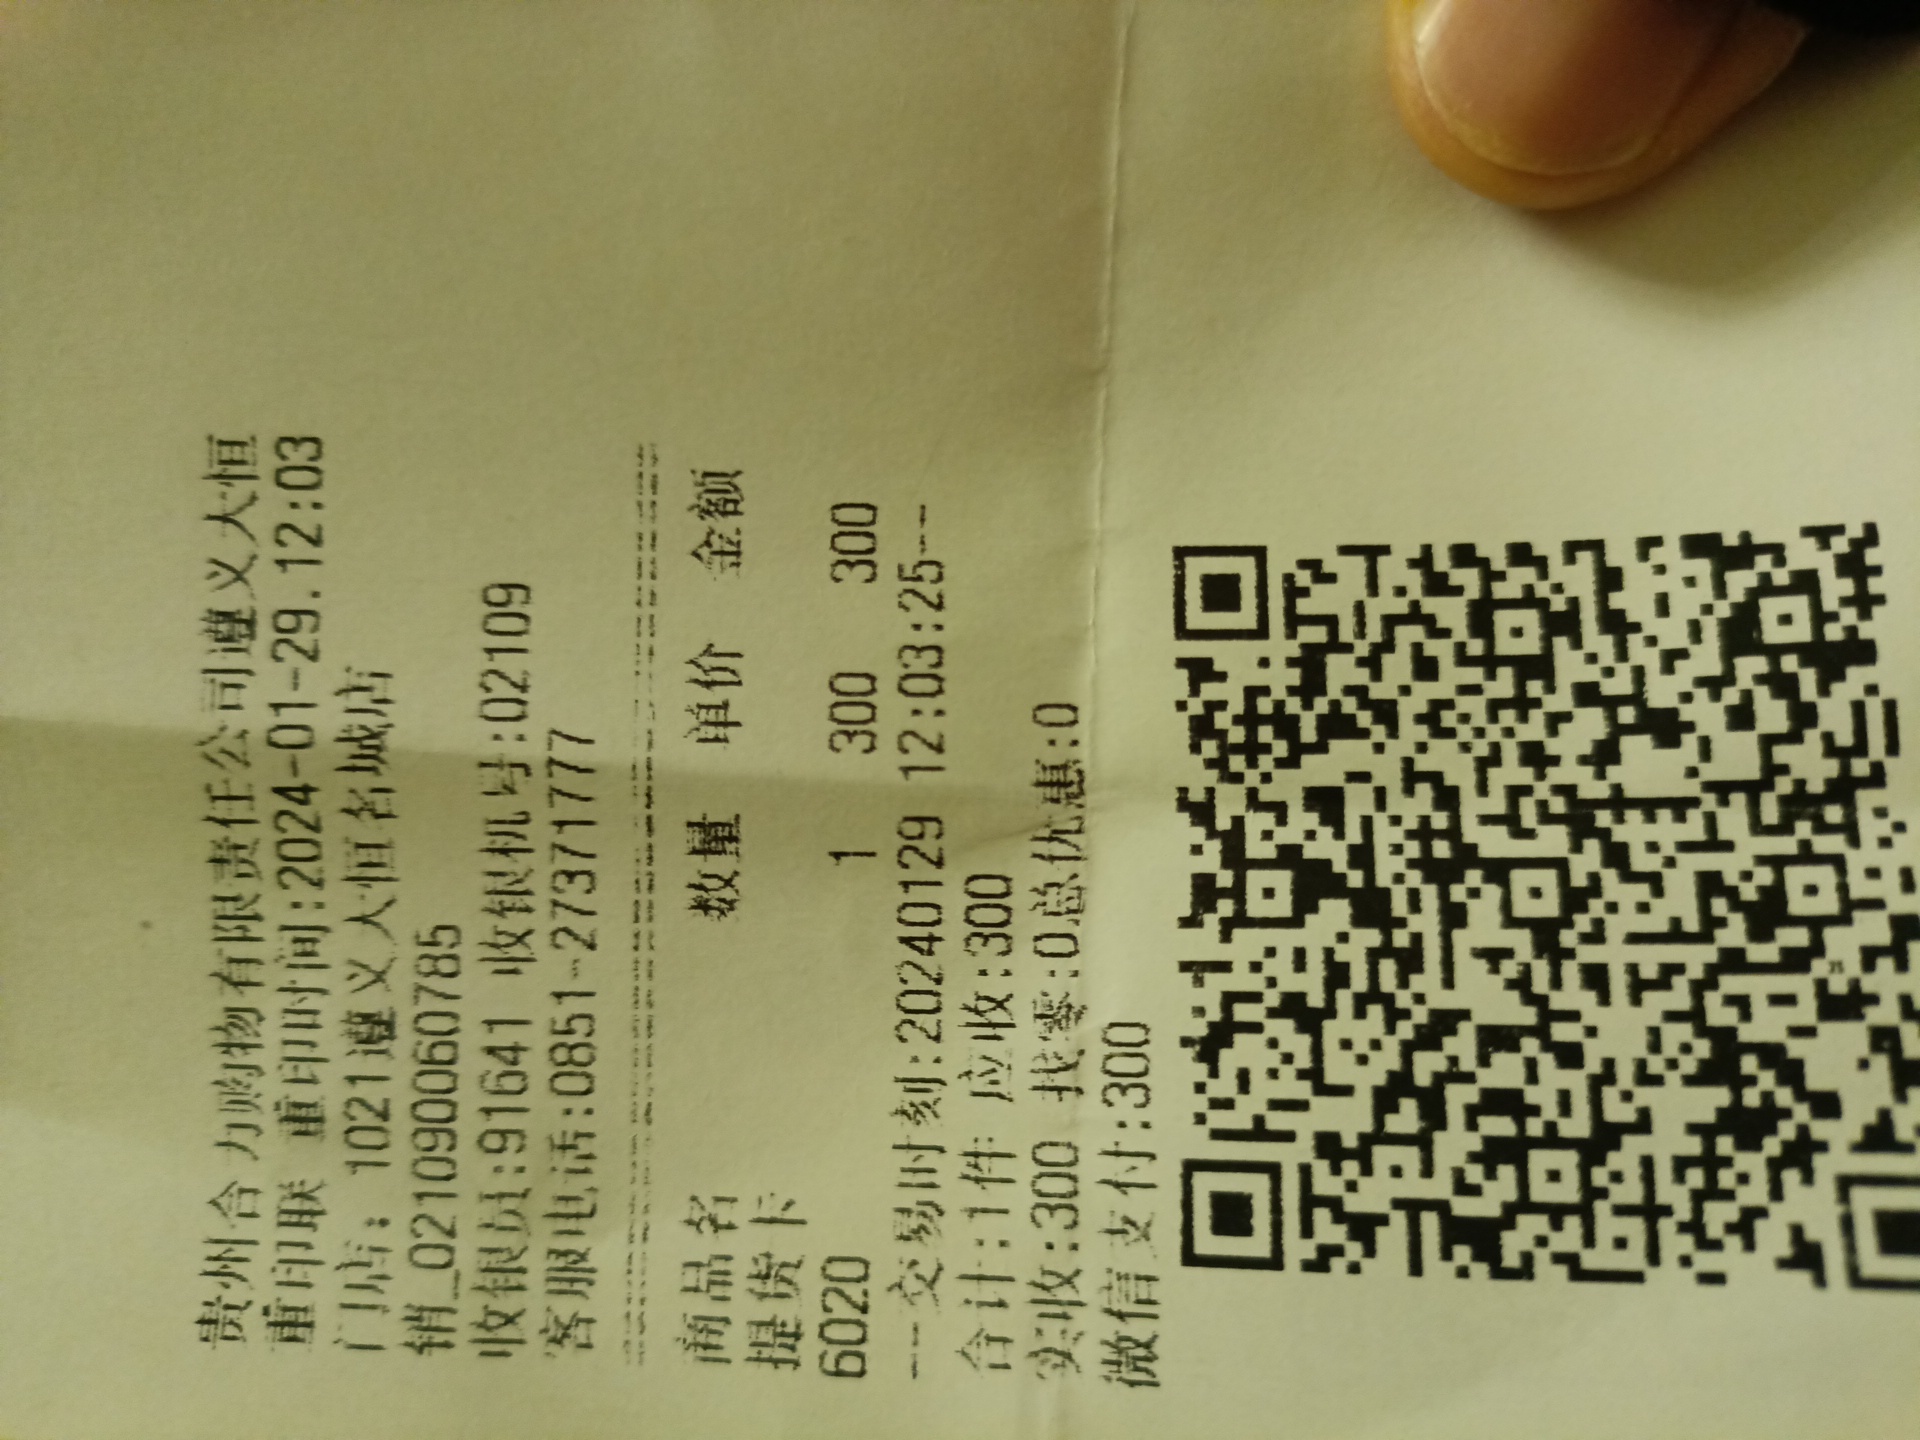 贵州合力购物有限责任公司遵义大恒
重印联 重印时间:2024-01-29.12:03
门店: 1021遵义大恒名城店
销_021090060785
收银员:91641 收银机号:02109
客服电话:0851-27371777
商品名 数量 单价 金额
提货卡
6020 1 300 300
--交易时刻:20240129 12:03:25--
合计:1件 应收:300
实收:300 找零:0总优惠:0
微信支付:300